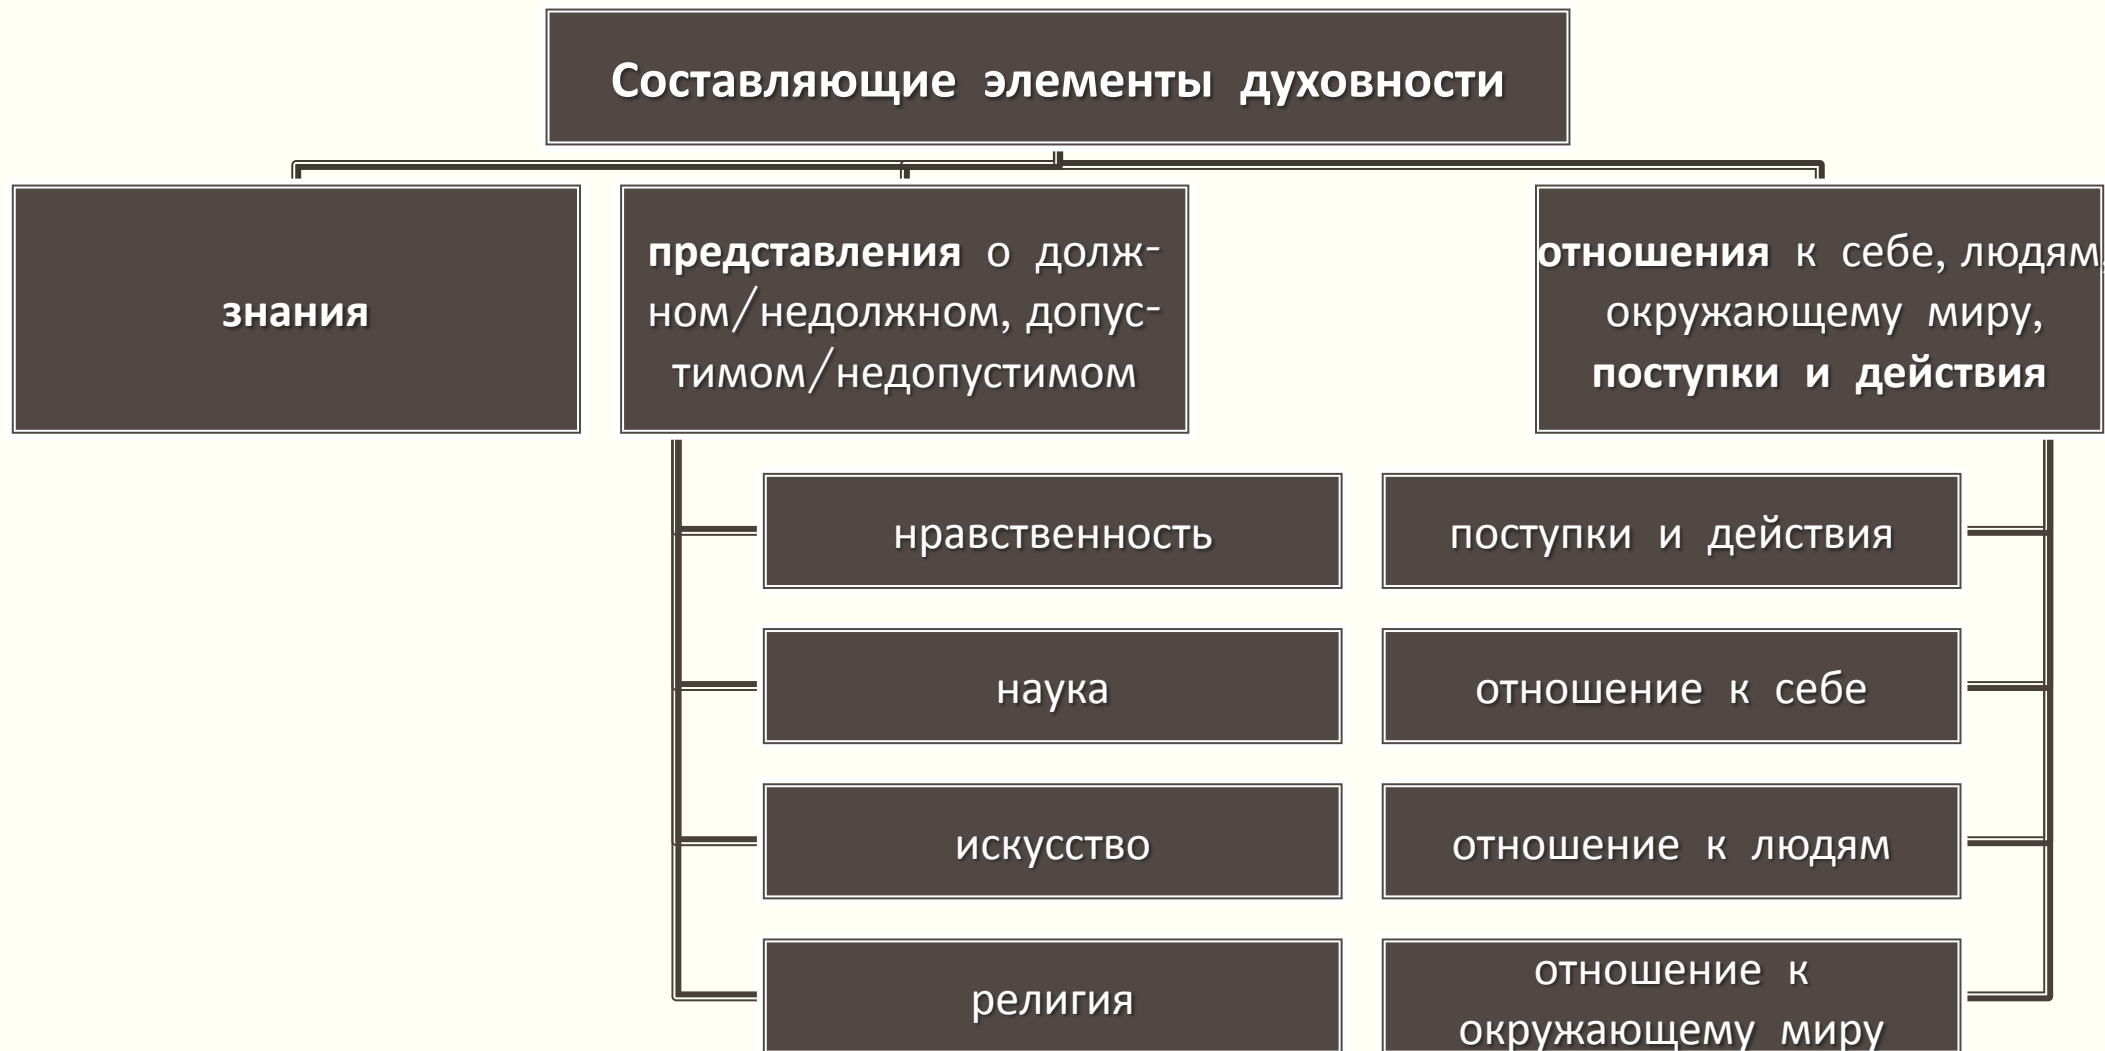 Составляющие элементы духовности
знания
представления о долж-
ном/недолжном, допус-
тимом/недопустимом
отношения к себе, людям,
окружающему миру,
поступки и действия
нравственность
наука
искусство
религия
поступки и действия
отношение к себе
отношение к людям
отношение к
окружающему миру